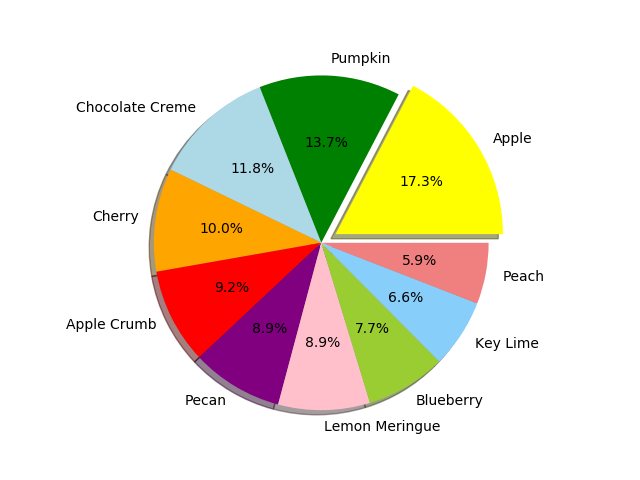 Pumpkin
Chocolate Creme
Apple
13.7%
11.8%
17.3%
Cherry
10.0%
5.9%
Peach
9.2%
6.6%
Apple Crumb
8.9%
8.9%
7.7%
Key Lime
Pecan
Blueberry
Lemon Meringue